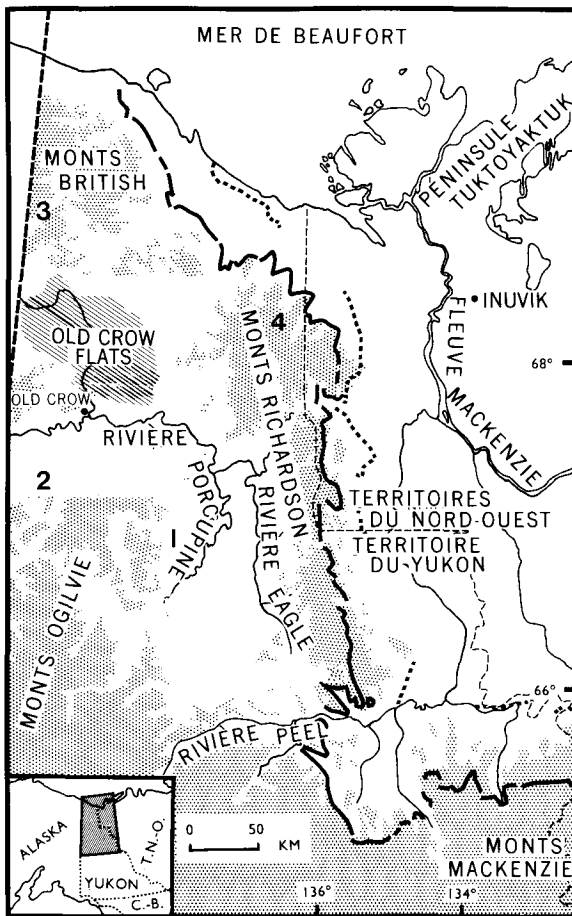 MER DE BEAUFORT
MONTS
BRITISH
3
PÉNINSULE
TUKTOYAKTUK
INUVIK
OLD CROW
FLATS
OLD CROW
4
MONTS RICHARDSON
FLEUVE
MACKENZIE
68°
RIVIÈRE
PORCUPINE
2
1
RIVIÈRE EAGLE
TERRITOIRES
DU NORD-OUEST
TERRITOIRE
DU YUKON
MONTS OGILVIE
66°
RIVIÈRE PEEL
ALASKA
T.N.-O.
YUKON
C.-B.
0 50
KM
MONTS
MACKENZIE
136° 134°